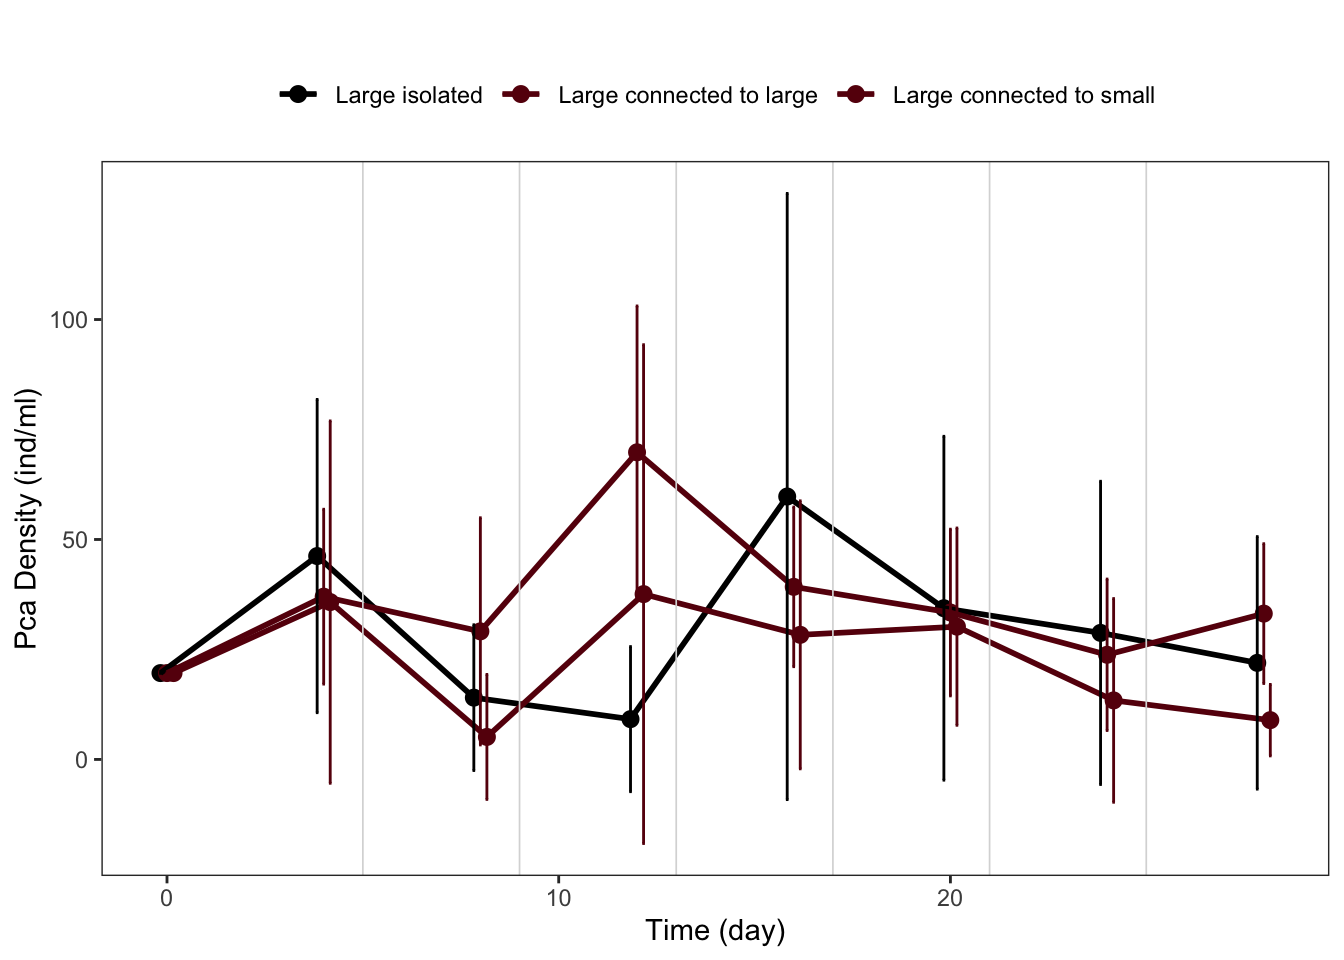 Large isolated Large connected to large Large connected to small
Pca Density (ind/ml)
100
50
0
0 10 20
Time (day)